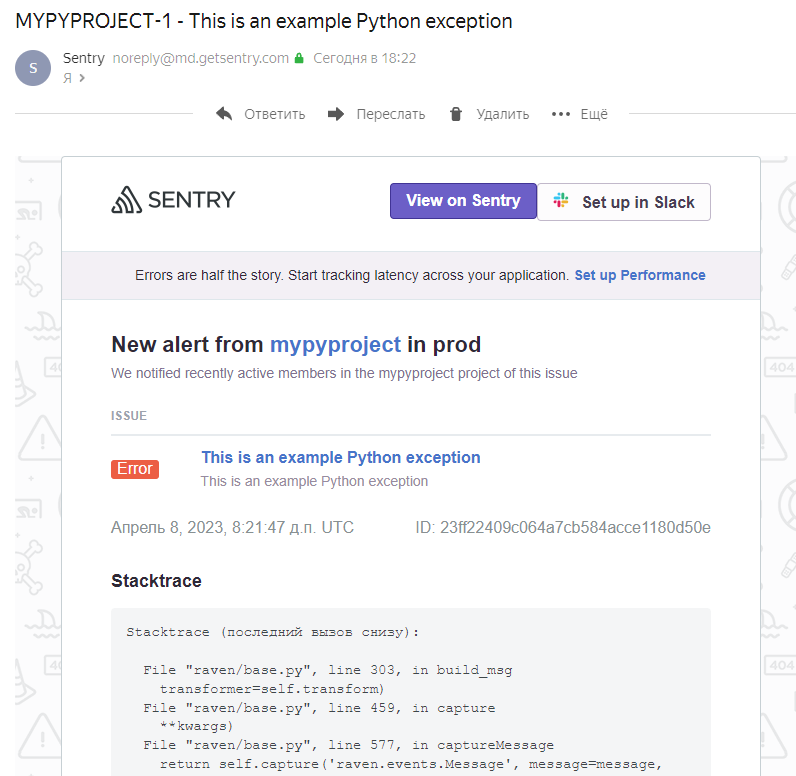 MYPYPROJECT-1 - This is an example Python exception
S
Sentry noreply@md.getsentry.com Сегодня в 18:22
Я >
Ответить Переслать Удалить Ещё
SENTRY View on Sentry Set up in Slack
Errors are half the story. Start tracking latency across your application. Set up Performance
New alert from mypyproject in prod
We notified recently active members in the mypyproject project of this issue
ISSUE
Error This is an example Python exception
This is an example Python exception
Апрель 8, 2023, 8:21:47 д.п. UTC ID: 23ff22409c064a7cb584acce1180d50e
Stacktrace
Stacktrace (последний вызов снизу):
File "raven/base.py", line 303, in build_msg
transformer=self.transform)
File "raven/base.py", line 459, in capture
**kwargs)
File "raven/base.py", line 577, in captureMessage
return self.capture('raven.events.Message', message=message,
404
404